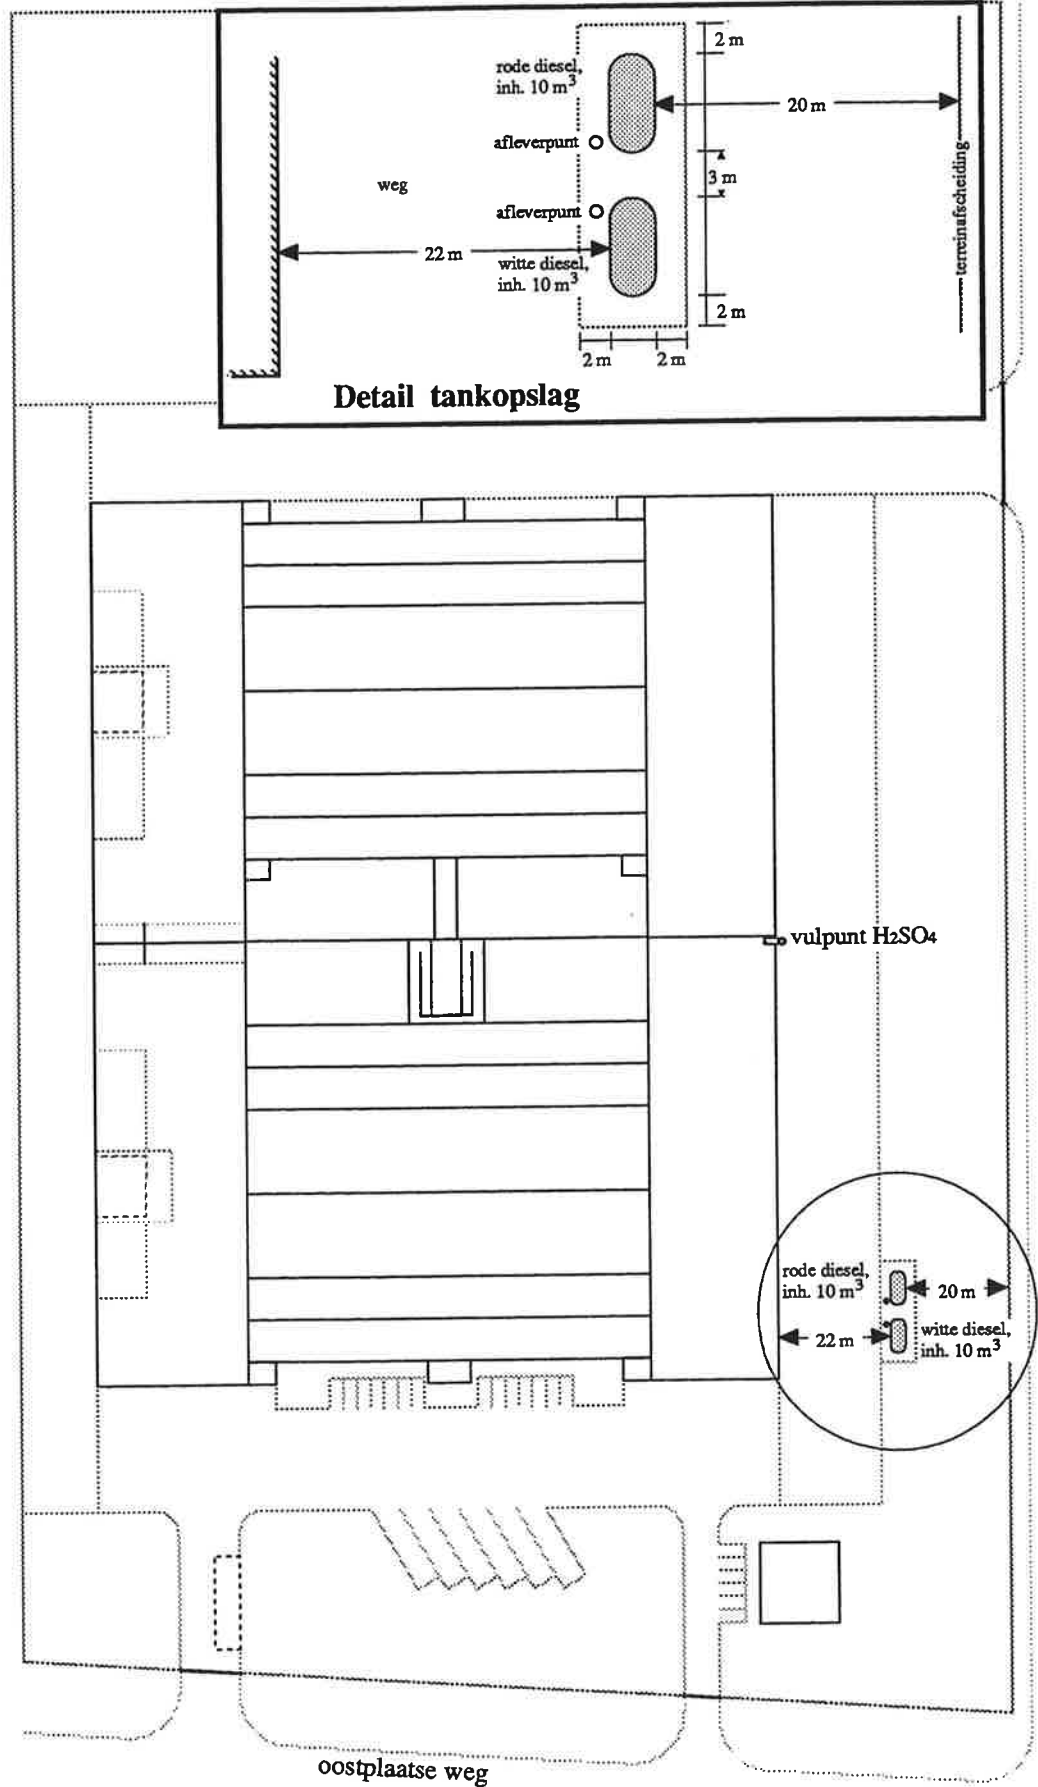 2 m
rode diesel,
inh. 10 m³
20 m
afleverpunt
3 m
weg
terreinafscheiding
afleverpunt
22 m
witte diesel,
inh. 10 m³
2 m
2 m
2 m
Detail tankopslag
vulpunt H₂SO₄
rode diesel,
inh. 10 m³
20 m
22 m
witte diesel,
inh. 10 m³
oostplaatse weg